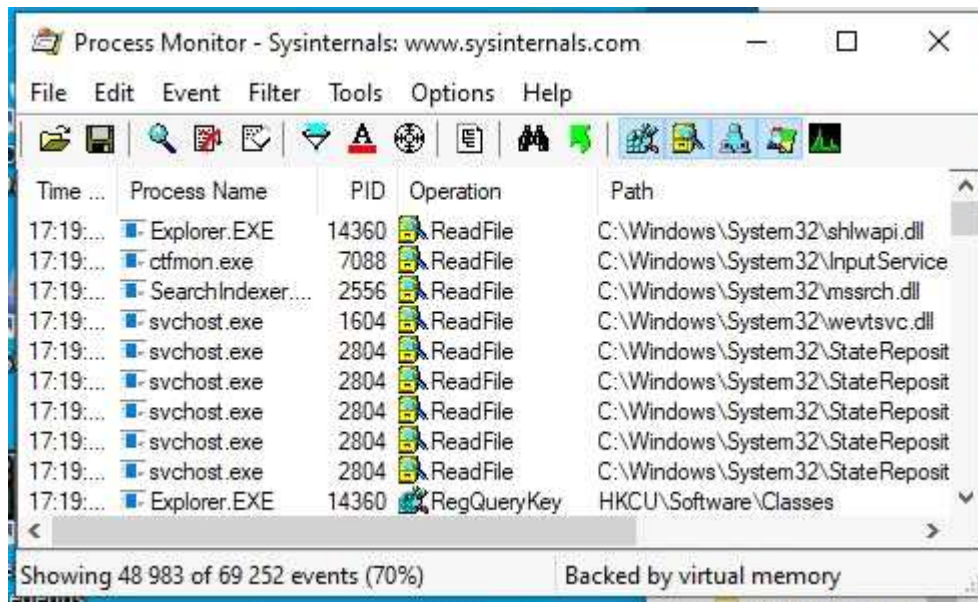 Process Monitor - Sysinternals: www.sysinternals.com
File Edit Event Filter Tools Options Help
Time ... Process Name PID Operation Path
17:19:... Explorer.EXE 14360 ReadFile C:\Windows\System32\shlwapi.dll
17:19:... ctfmon.exe 7088 ReadFile C:\Windows\System32\InputService
17:19:... SearchIndexer.... 2556 ReadFile C:\Windows\System32\mssrch.dll
17:19:... svchost.exe 1604 ReadFile C:\Windows\System32\wevtsvc.dll
17:19:... svchost.exe 2804 ReadFile C:\Windows\System32\StateReposit
17:19:... svchost.exe 2804 ReadFile C:\Windows\System32\StateReposit
17:19:... svchost.exe 2804 ReadFile C:\Windows\System32\StateReposit
17:19:... svchost.exe 2804 ReadFile C:\Windows\System32\StateReposit
17:19:... svchost.exe 2804 ReadFile C:\Windows\System32\StateReposit
17:19:... Explorer.EXE 14360 RegQueryKey HKCU\Software\Classes
Showing 48 983 of 69 252 events (70%) Backed by virtual memory